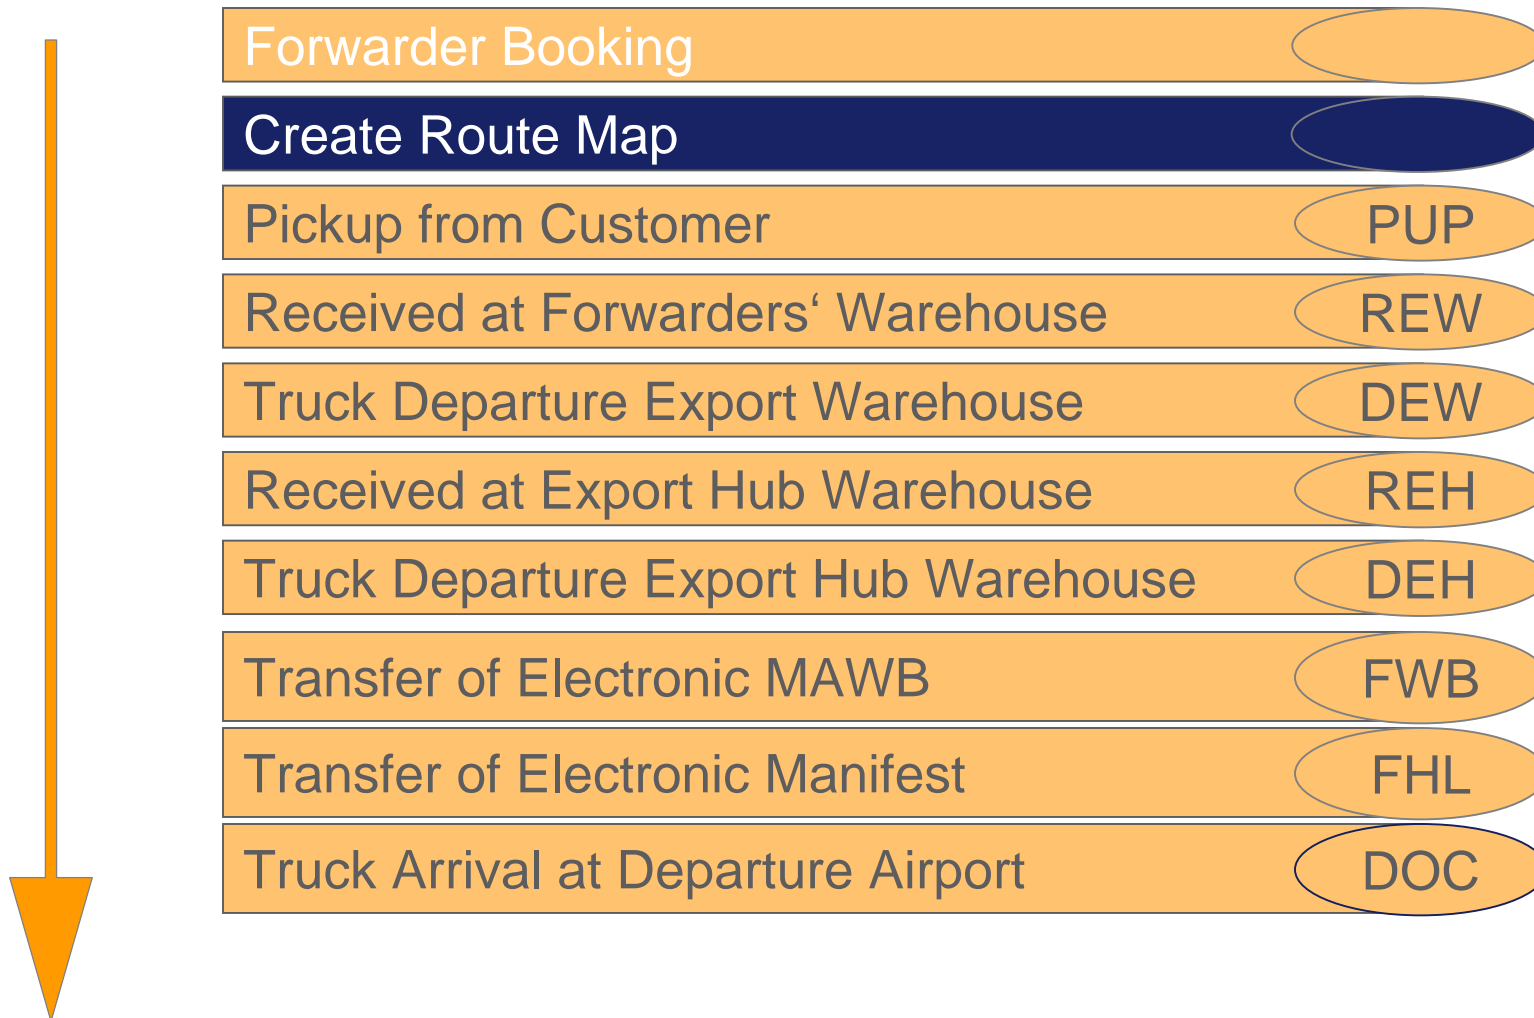 Forwarder Booking
Create Route Map
Pickup from Customer PUP
Received at Forwarders‘ Warehouse REW
Truck Departure Export Warehouse DEW
Received at Export Hub Warehouse REH
Truck Departure Export Hub Warehouse DEH
Transfer of Electronic MAWB FWB
Transfer of Electronic Manifest FHL
Truck Arrival at Departure Airport DOC